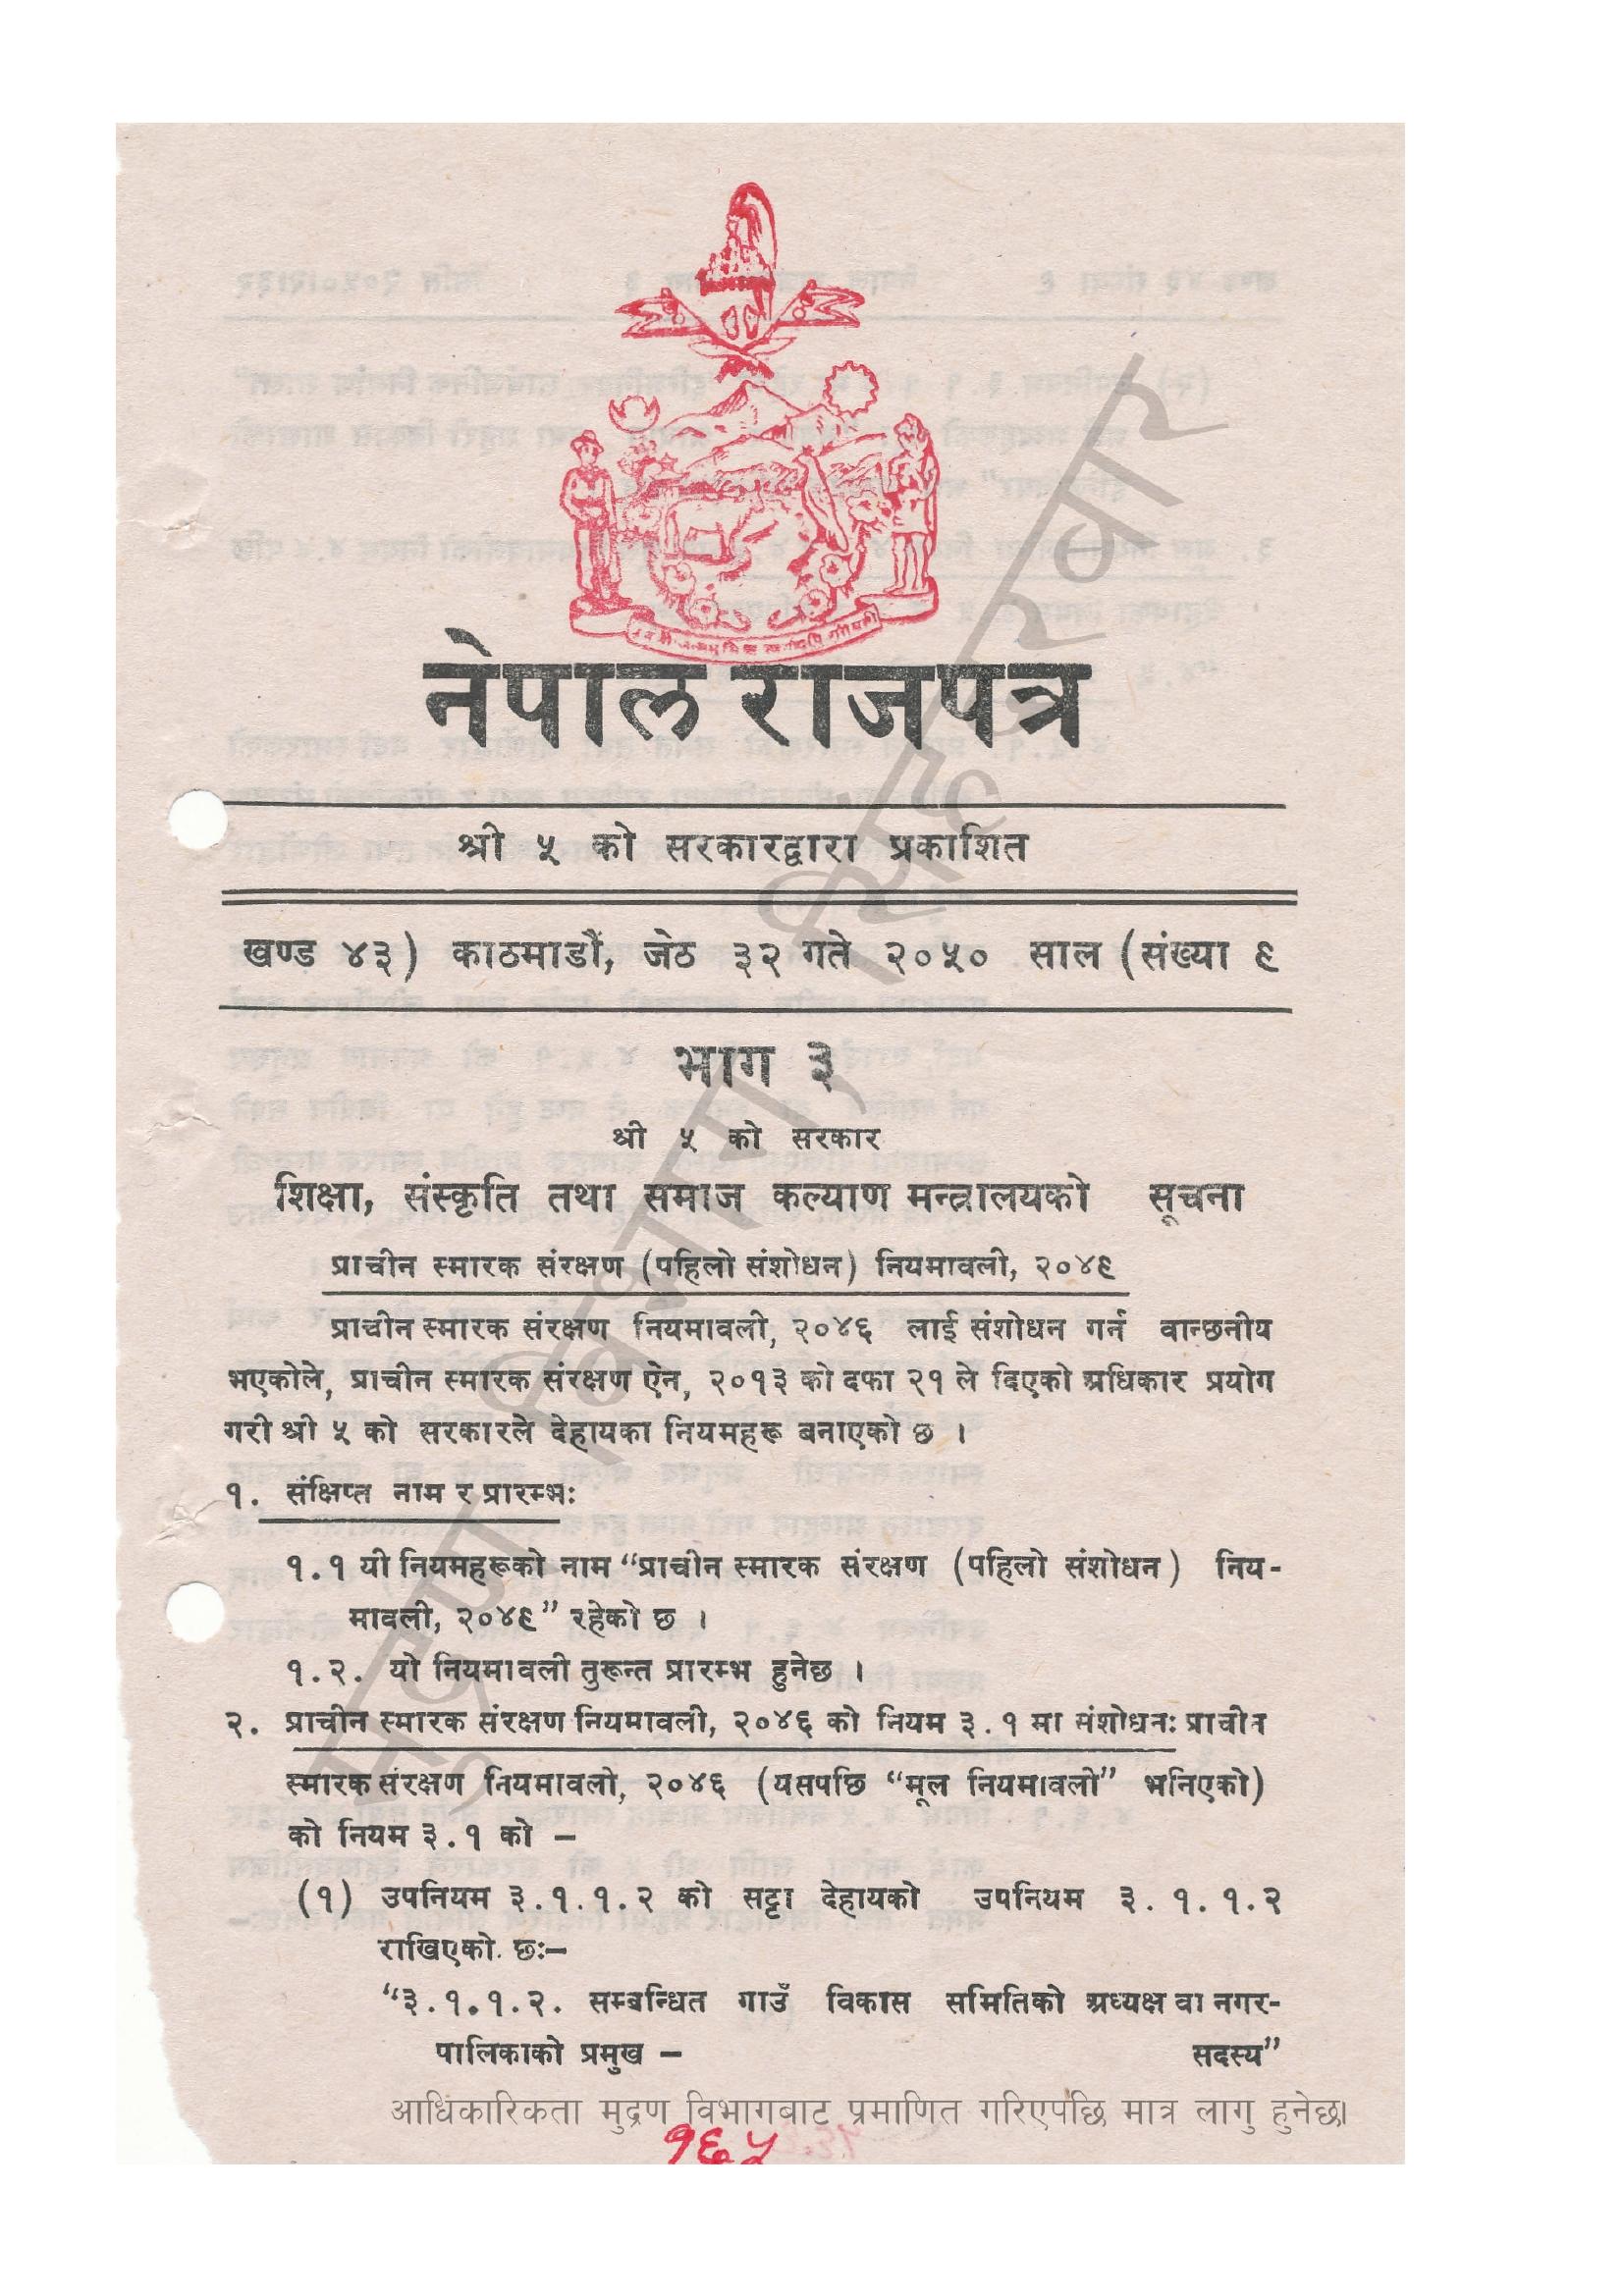 नेपाल राजपत्र
श्री ५ को सरकारद्वारा प्रकाशित
खण्ड ४३) काठमाडौं, जेठ ३२ गते २०५० साल (संख्या ९
भाग ३
श्री ५ को सरकार
शिक्षा, संस्कृति तथा समाज कल्याण मन्त्रालयको सूचना
प्राचीन स्मारक संरक्षण (पहिलो संशोधन) नियमावली, २०४९
प्राचीन स्मारक संरक्षण नियमावली, २०४६ लाई संशोधन गर्न वान्छनीय
भएकोले, प्राचीन स्मारक संरक्षण ऐन, २०१३ को दफा २१ ले दिएको अधिकार प्रयोग
गरी श्री ५ को सरकारले देहायका नियमहरू बनाएको छ ।
१. संक्षिप्त नाम र प्रारम्भः
१.१ यी नियमहरूको नाम “प्राचीन स्मारक संरक्षण (पहिलो संशोधन) निय-
मावली, २०४९” रहेको छ ।
१.२. यो नियमावली तुरून्त प्रारम्भ हुनेछ ।
२. प्राचीन स्मारक संरक्षण नियमावली, २०४६ को नियम ३.१ मा संशोधनः प्राचीन
स्मारक संरक्षण नियमावली, २०४६ (यसपछि “मूल नियमावली” भनिएको)
को नियम ३.१ को –
(१) उपनियम ३.१.१.२ को सट्टा देहायको उपनियम ३.१.१.२
राखिएको छः–
“३.१.१.२. सम्बन्धित गाउँ विकास समितिको अध्यक्ष वा नगर-
पालिकाको प्रमुख – सदस्य”
आधिकारिकता मुद्रण विभागबाट प्रमाणित गरिएपछि मात्र लागु हुनेछ।
१६५